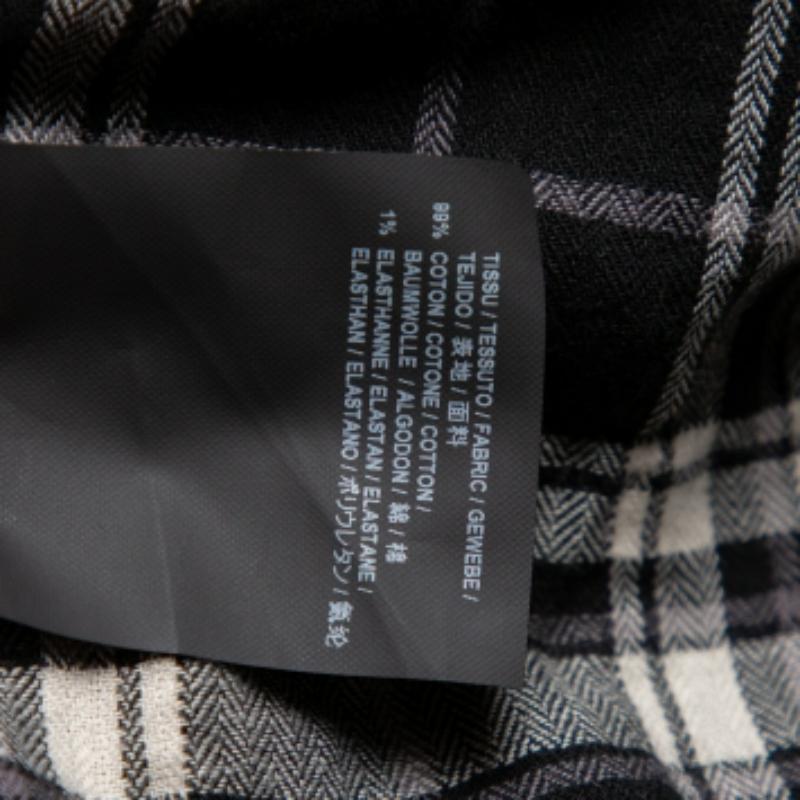 TISSU / TESSUTO / FABRIC / GEWEBE /
TEJIDO / 表地 / 面料
99% COTON / COTONE / COTTON /
BAUMWOLLE / ALGODON / 綿 / 棉
1% ELASTHANNE / ELASTAN / ELASTANE /
ELASTHAN / ELASTANO / ポリウレタン / 氨纶